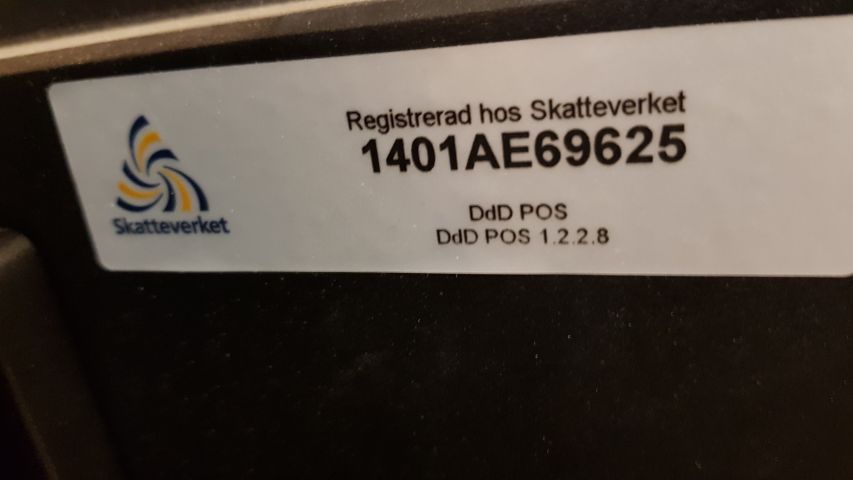 Registrerad hos Skatteverket
1401AE69625
Skatteverket
DdD POS
DdD POS 1.2.2.8